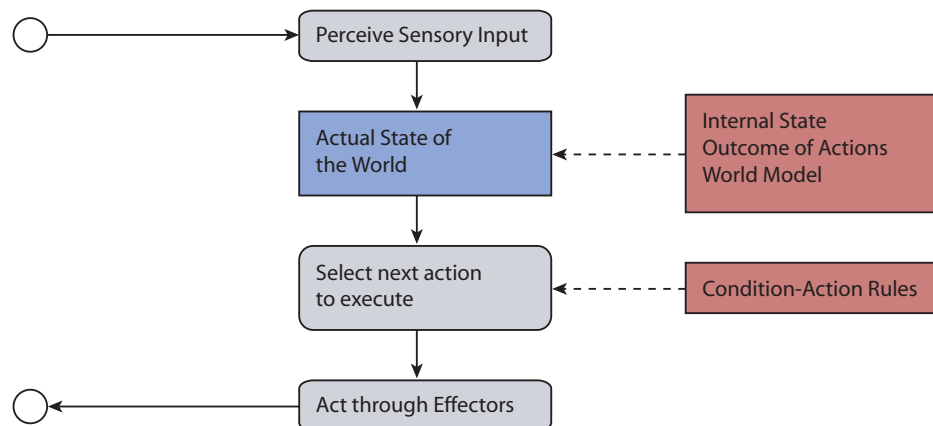 Perceive Sensory Input
Actual State of
the World
Internal State
Outcome of Actions
World Model
Select next action
to execute
Condition-Action Rules
Act through Effectors